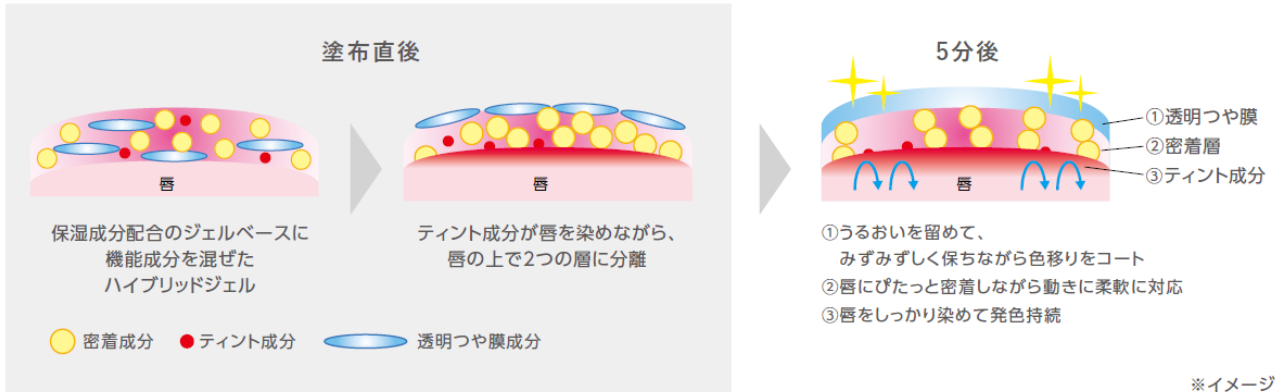 塗布直後
唇
保湿成分配合のジェルベースに
機能成分を混ぜた
ハイブリッドジェル
唇
ティント成分が唇を染めながら、
唇の上で2つの層に分離
密着成分
ティント成分
透明つや膜成分
5分後
①透明つや膜
②密着層
③ティント成分
唇
①うるおいを留めて、
みずみずしく保ちながら色移りをコート
②唇にぴたっと密着しながら動きに柔軟に対応
③唇をしっかり染めて発色持続
※イメージ